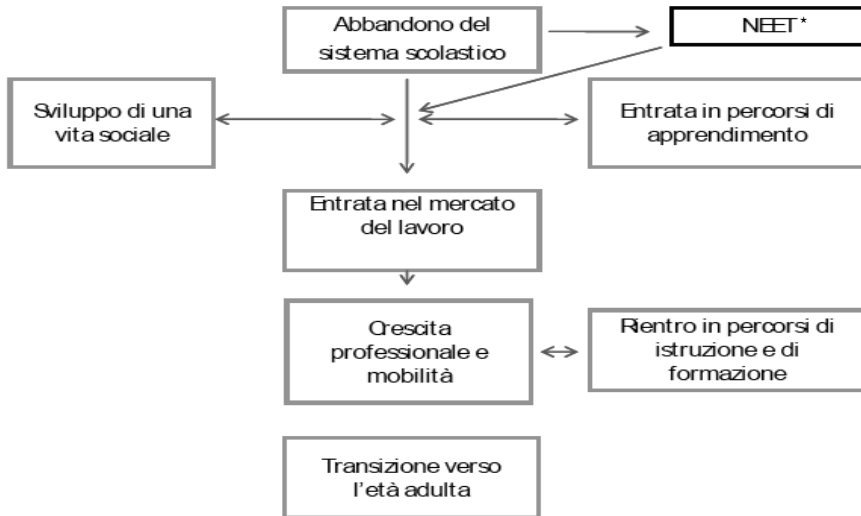 Abbandono del
sistema scolastico
NEET*
Sviluppo di una
vita sociale
Entrata in percorsi di
apprendimento
Entrata nel mercato
del lavoro
Crescita
professionale e
mobilità
Rientro in percorsi di
istruzione e di
formazione
Transizione verso
l'età adulta